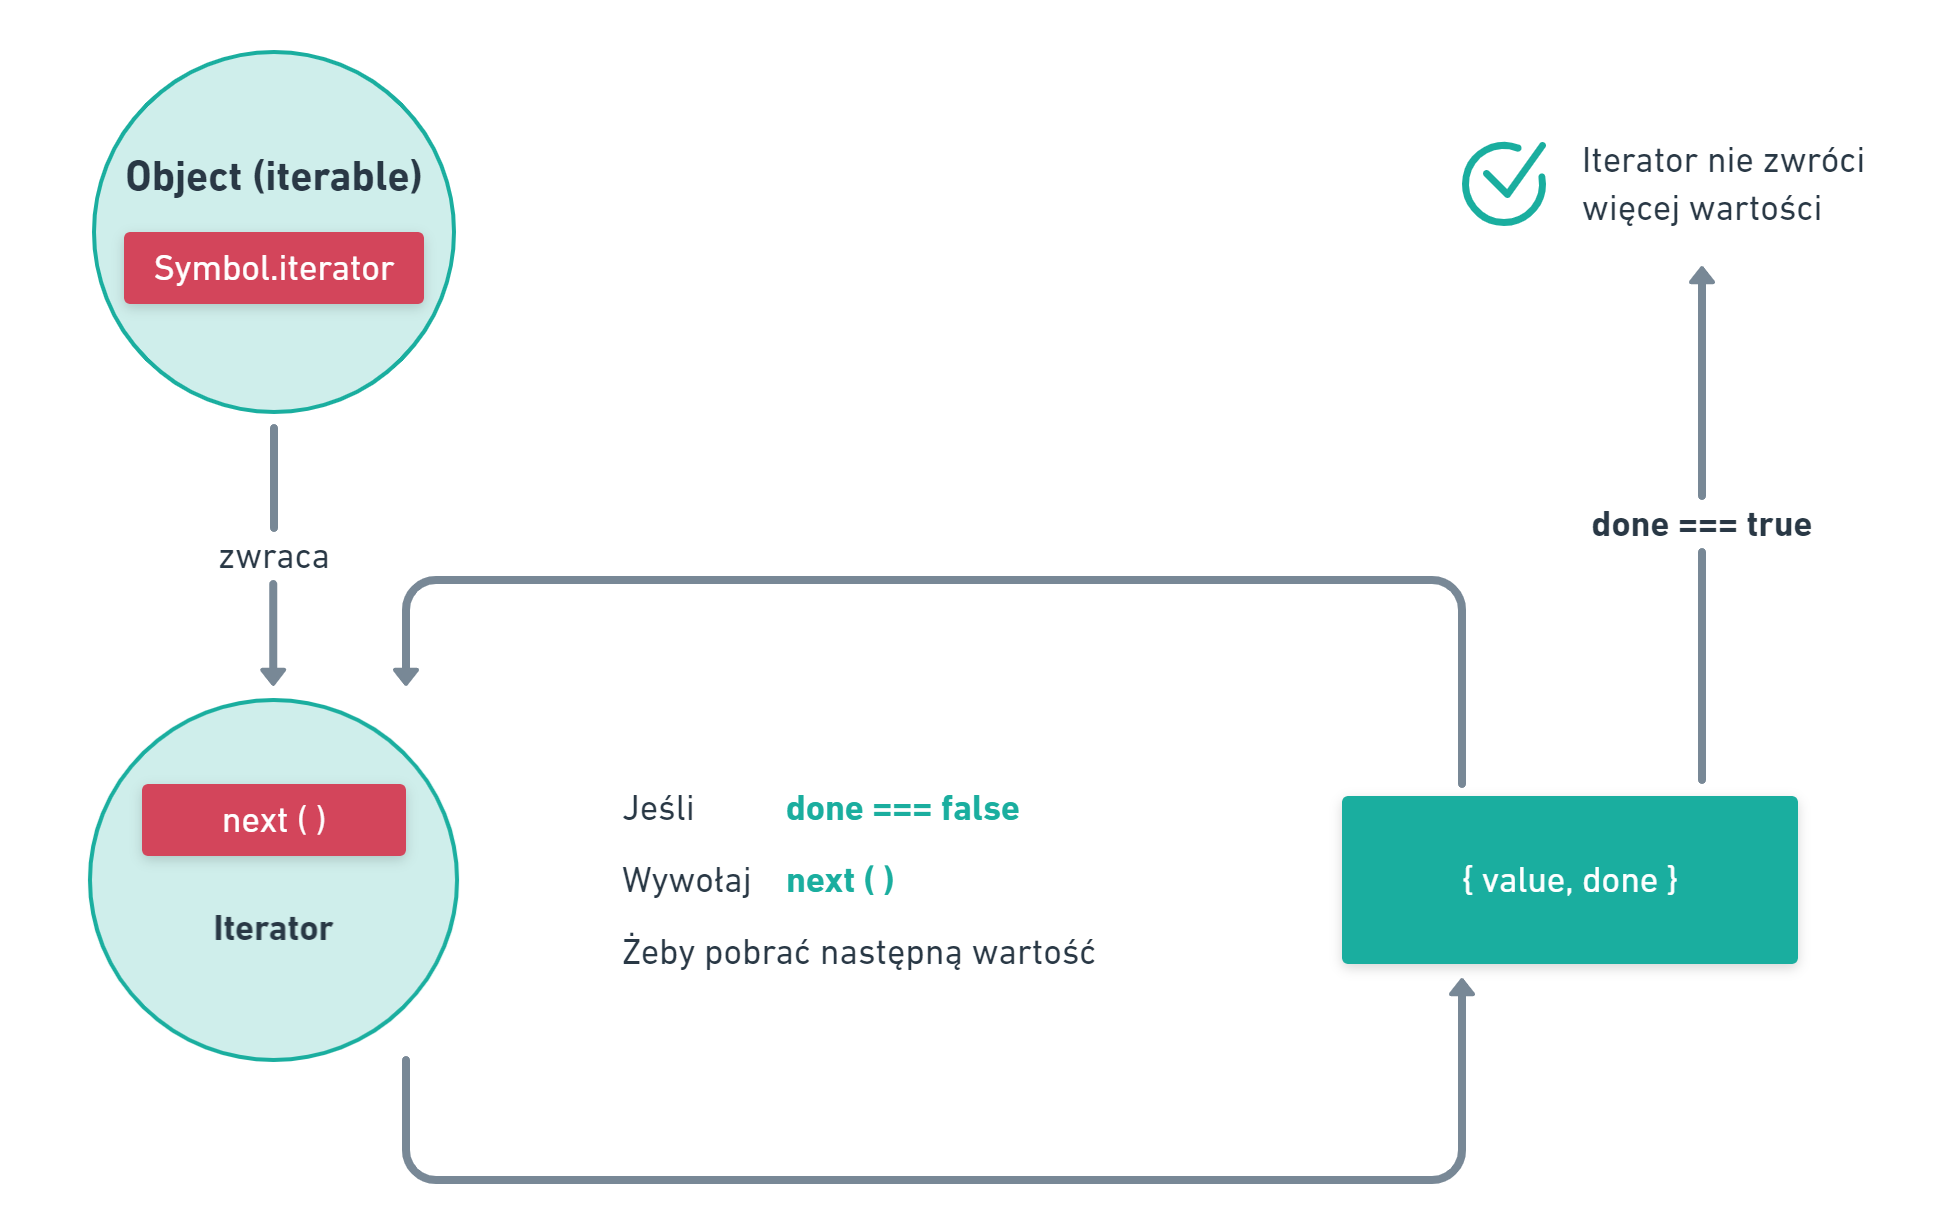 Object (iterable)
Symbol.iterator
Iterator nie zwróci
więcej wartości
done === true
zwraca
next ( )
Iterator
Jeśli done === false
Wywołaj next ( )
Żeby pobrać następną wartość
{ value, done }